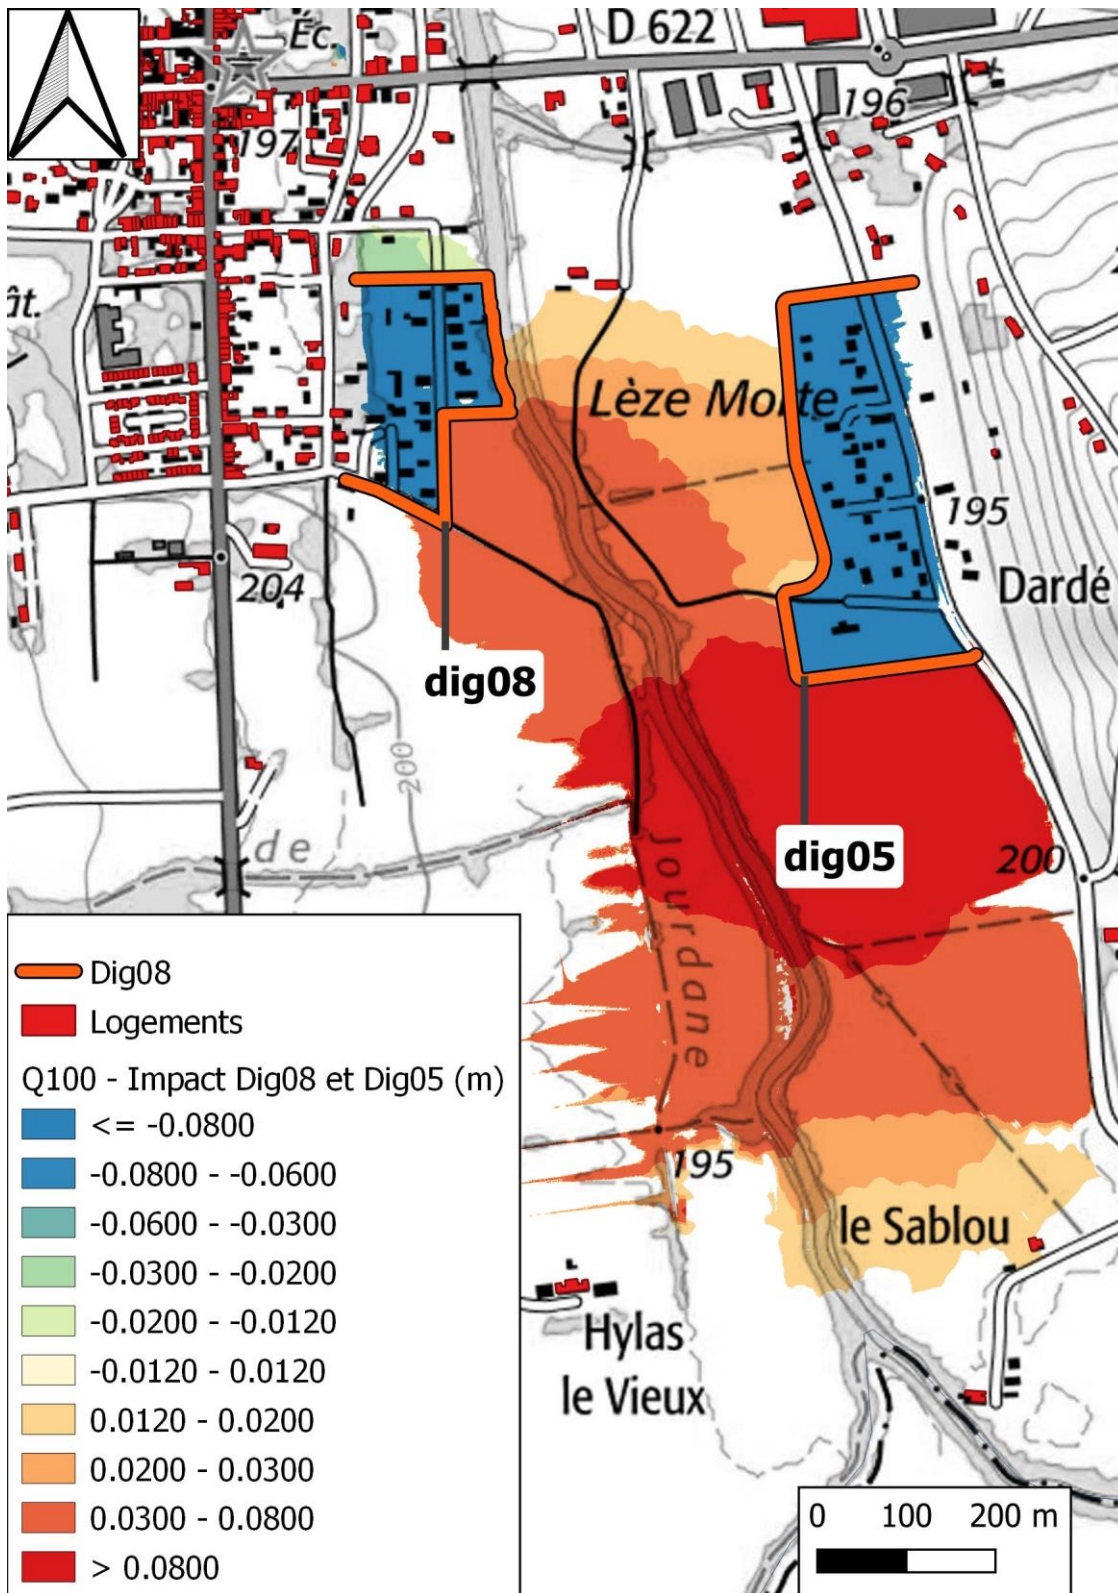 Éc
D 622
197
196
ât.
Lèze Morte
195
Dardé
204
dig08
200
dig05
de
Jourdane
200
195
le Sablou
Hylas
le Vieux
Dig08
Logements
Q100 - Impact Dig08 et Dig05 (m)
<= -0.0800
-0.0800 - -0.0600
-0.0600 - -0.0300
-0.0300 - -0.0200
-0.0200 - -0.0120
-0.0120 - 0.0120
0.0120 - 0.0200
0.0200 - 0.0300
0.0300 - 0.0800
> 0.0800
0 100 200 m